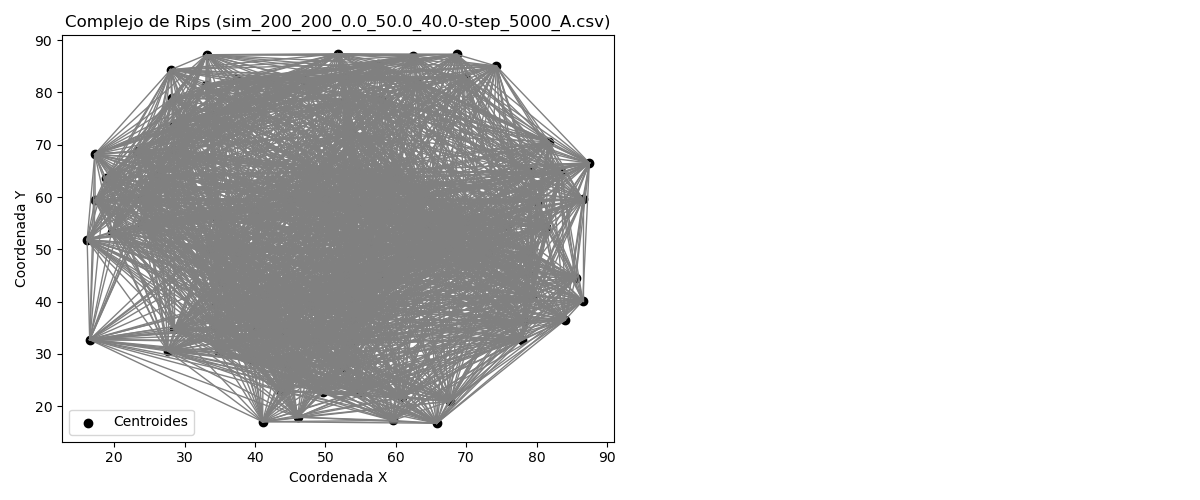 Complejo de Rips (sim_200_200_0.0_50.0_40.0-step_5000_A.csv)
90
80
70
60
50
40
30
20
Coordenada Y
Centroides
20 30 40 50 60 70 80 90
Coordenada X